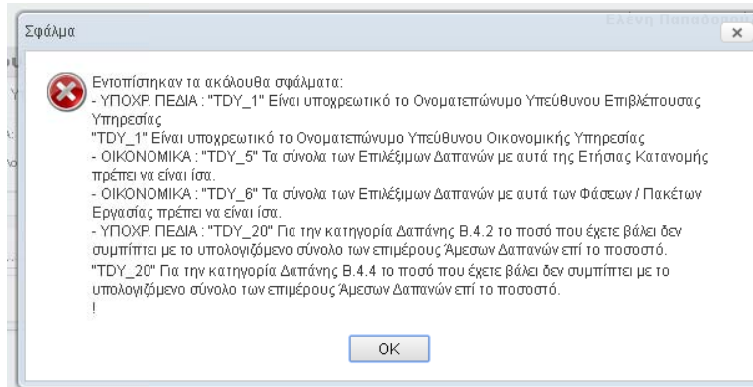 Ελένη Παπαδοπού
Σφάλμα
Εντοπίστηκαν τα ακόλουθα σφάλματα:
- ΥΠΟΧΡ. ΠΕΔΙΑ : "TDY_1" Είναι υποχρεωτικό το Ονοματεπώνυμο Υπεύθυνου Επιβλέπουσας
Υπηρεσίας
"TDY_1" Είναι υποχρεωτικό το Ονοματεπώνυμο Υπεύθυνου Οικονομικής Υπηρεσίας
- ΟΙΚΟΝΟΜΙΚΑ : "TDY_5" Τα σύνολα των Επιλέξιμων Δαπανών με αυτά της Ετήσιας Κατανομής
πρέπει να είναι ίσα.
- ΟΙΚΟΝΟΜΙΚΑ : "TDY_6" Τα σύνολα των Επιλέξιμων Δαπανών με αυτά των Φάσεων / Πακέτων
Εργασίας πρέπει να είναι ίσα.
- ΥΠΟΧΡ. ΠΕΔΙΑ : "TDY_20" Για την κατηγορία Δαπάνης Β.4.2 το ποσό που έχετε βάλει δεν
συμπίπτει με το υπολογιζόμενο σύνολο των επιμέρους Άμεσων Δαπανών επί το ποσοστό.
"TDY_20" Για την κατηγορία Δαπάνης Β.4.4 το ποσό που έχετε βάλει δεν συμπίπτει με το
υπολογιζόμενο σύνολο των επιμέρους Άμεσων Δαπανών επί το ποσοστό.
!
OK